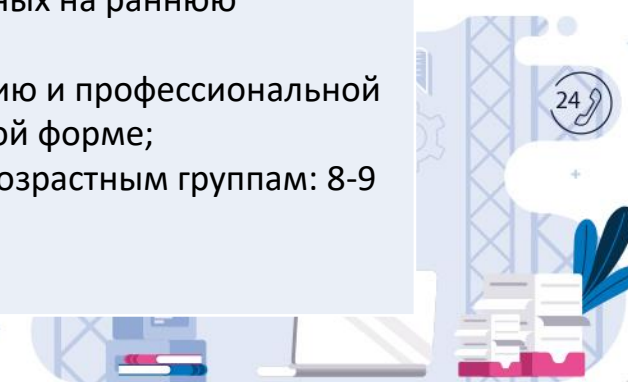 ных на раннюю
ию и профессиональной
ой форме;
озрастным группам: 8-9
24